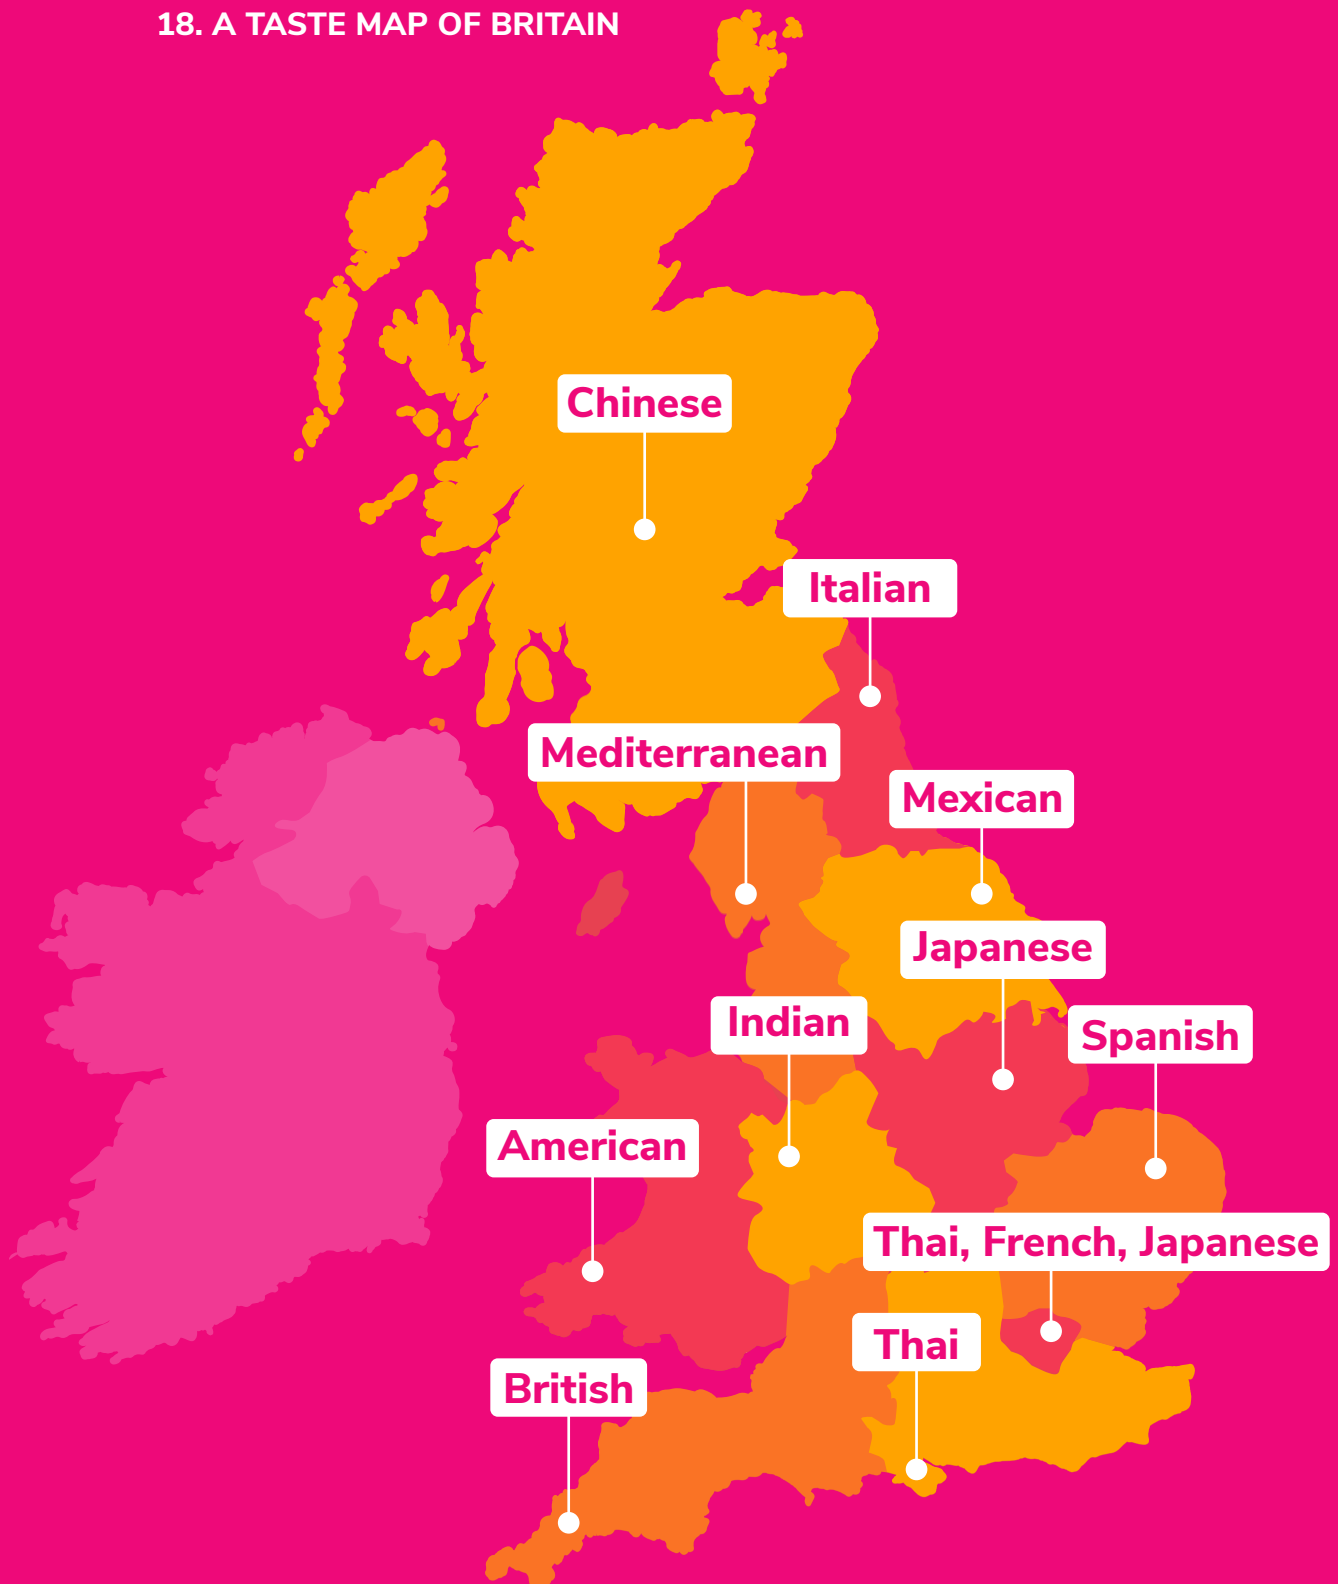 18. A TASTE MAP OF BRITAIN
Chinese
Italian
Mediterranean
Mexican
Japanese
Indian
Spanish
American
Thai, French, Japanese
Thai
British